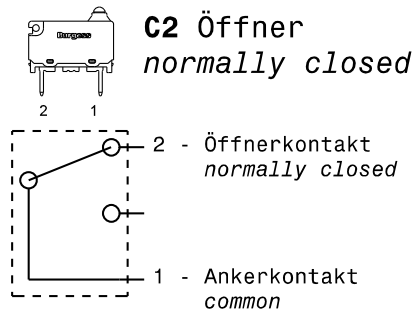 C2 Öffner
normally closed
Burgess
2 1
2 - Öffnerkontakt
normally closed
1 - Ankerkontakt
common